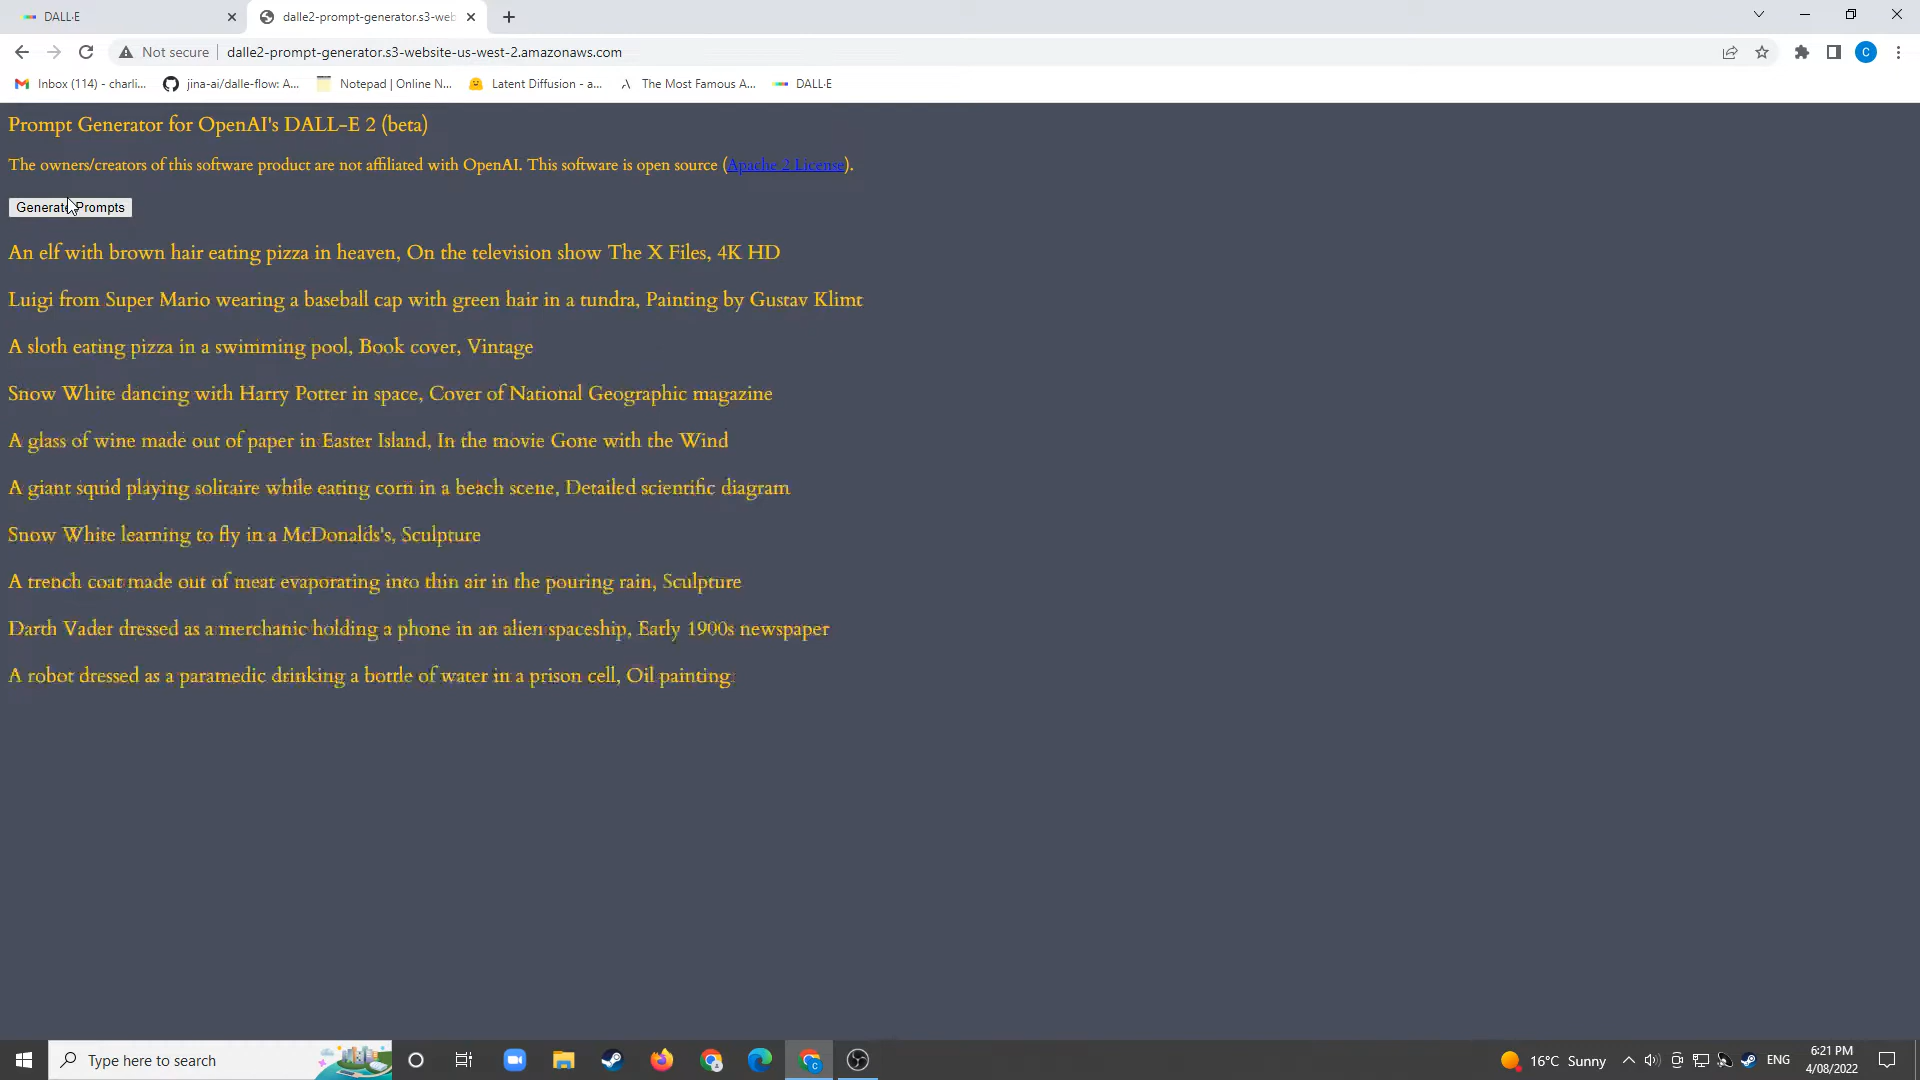 DALL·E
dalle2-prompt-generator.s3-web
Not secure
dalle2-prompt-generator.s3-website-us-west-2.amazonaws.com
C
Inbox (114) - charli...
jina-ai/dalle-flow: A...
Notepad | Online N...
Latent Diffusion - a...
The Most Famous A...
DALL·E
Prompt Generator for OpenAI's DALL-E 2 (beta)
The owners/creators of this software product are not affiliated with OpenAI. This software is open source (Apache 2 License).
Generate Prompts
An elf with brown hair eating pizza in heaven, On the television show The X Files, 4K HD
Luigi from Super Mario wearing a baseball cap with green hair in a tundra, Painting by Gustav Klimt
A sloth eating pizza in a swimming pool, Book cover, Vintage
Snow White dancing with Harry Potter in space, Cover of National Geographic magazine
A glass of wine made out of paper in Easter Island, In the movie Gone with the Wind
A giant squid playing solitaire while eating corn in a beach scene, Detailed scientific diagram
Snow White learning to fly in a McDonalds's, Sculpture
A trench coat made out of meat evaporating into thin air in the pouring rain, Sculpture
Darth Vader dressed as a merchanic holding a phone in an alien spaceship, Early 1900s newspaper
A robot dressed as a paramedic drinking a bottle of water in a prison cell, Oil painting
Type here to search
16°C Sunny
ENG
6:21 PM
4/08/2022